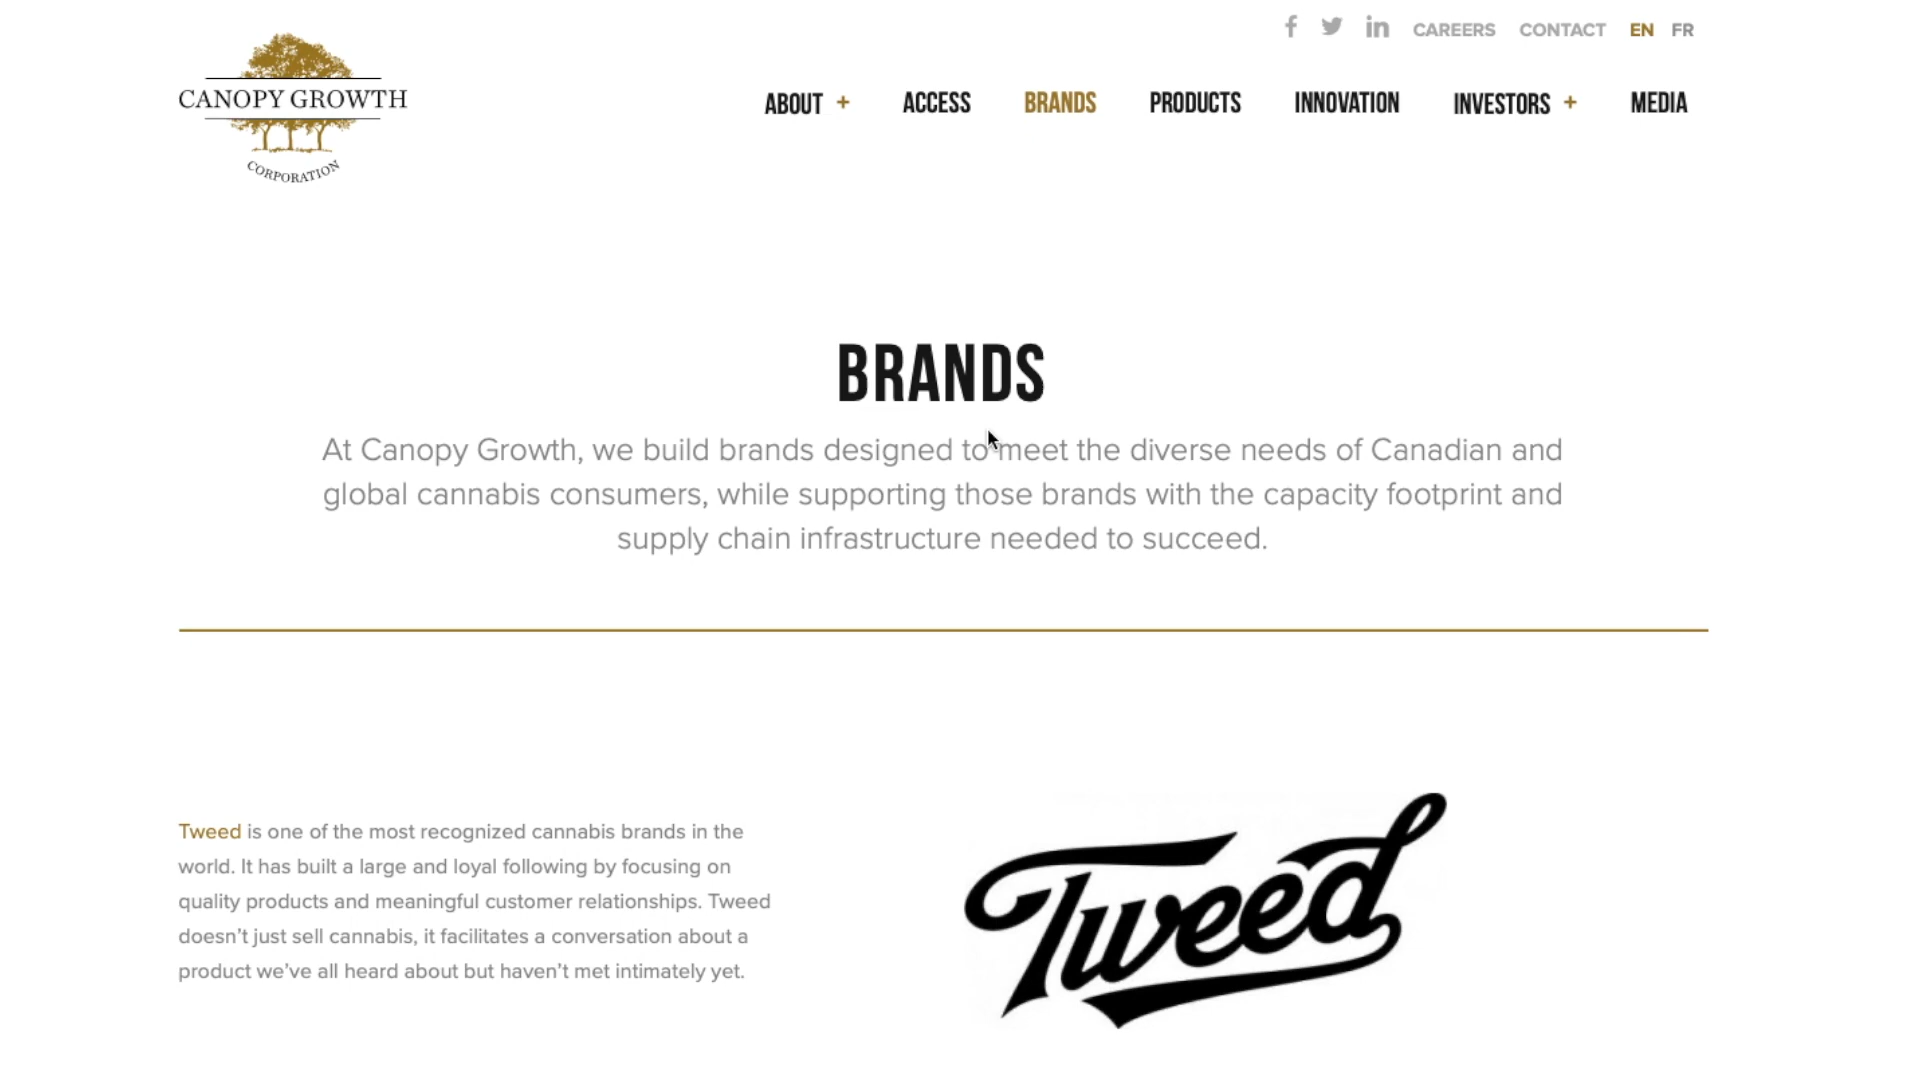 CAREERS CONTACT EN FR
CANOPY GROWTH
CORPORATION
ABOUT + ACCESS BRANDS PRODUCTS INNOVATION INVESTORS + MEDIA
BRANDS
At Canopy Growth, we build brands designed to meet the diverse needs of Canadian and
global cannabis consumers, while supporting those brands with the capacity footprint and
supply chain infrastructure needed to succeed.
Tweed is one of the most recognized cannabis brands in the
world. It has built a large and loyal following by focusing on
quality products and meaningful customer relationships. Tweed
doesn’t just sell cannabis, it facilitates a conversation about a
product we’ve all heard about but haven’t met intimately yet.
Tweed